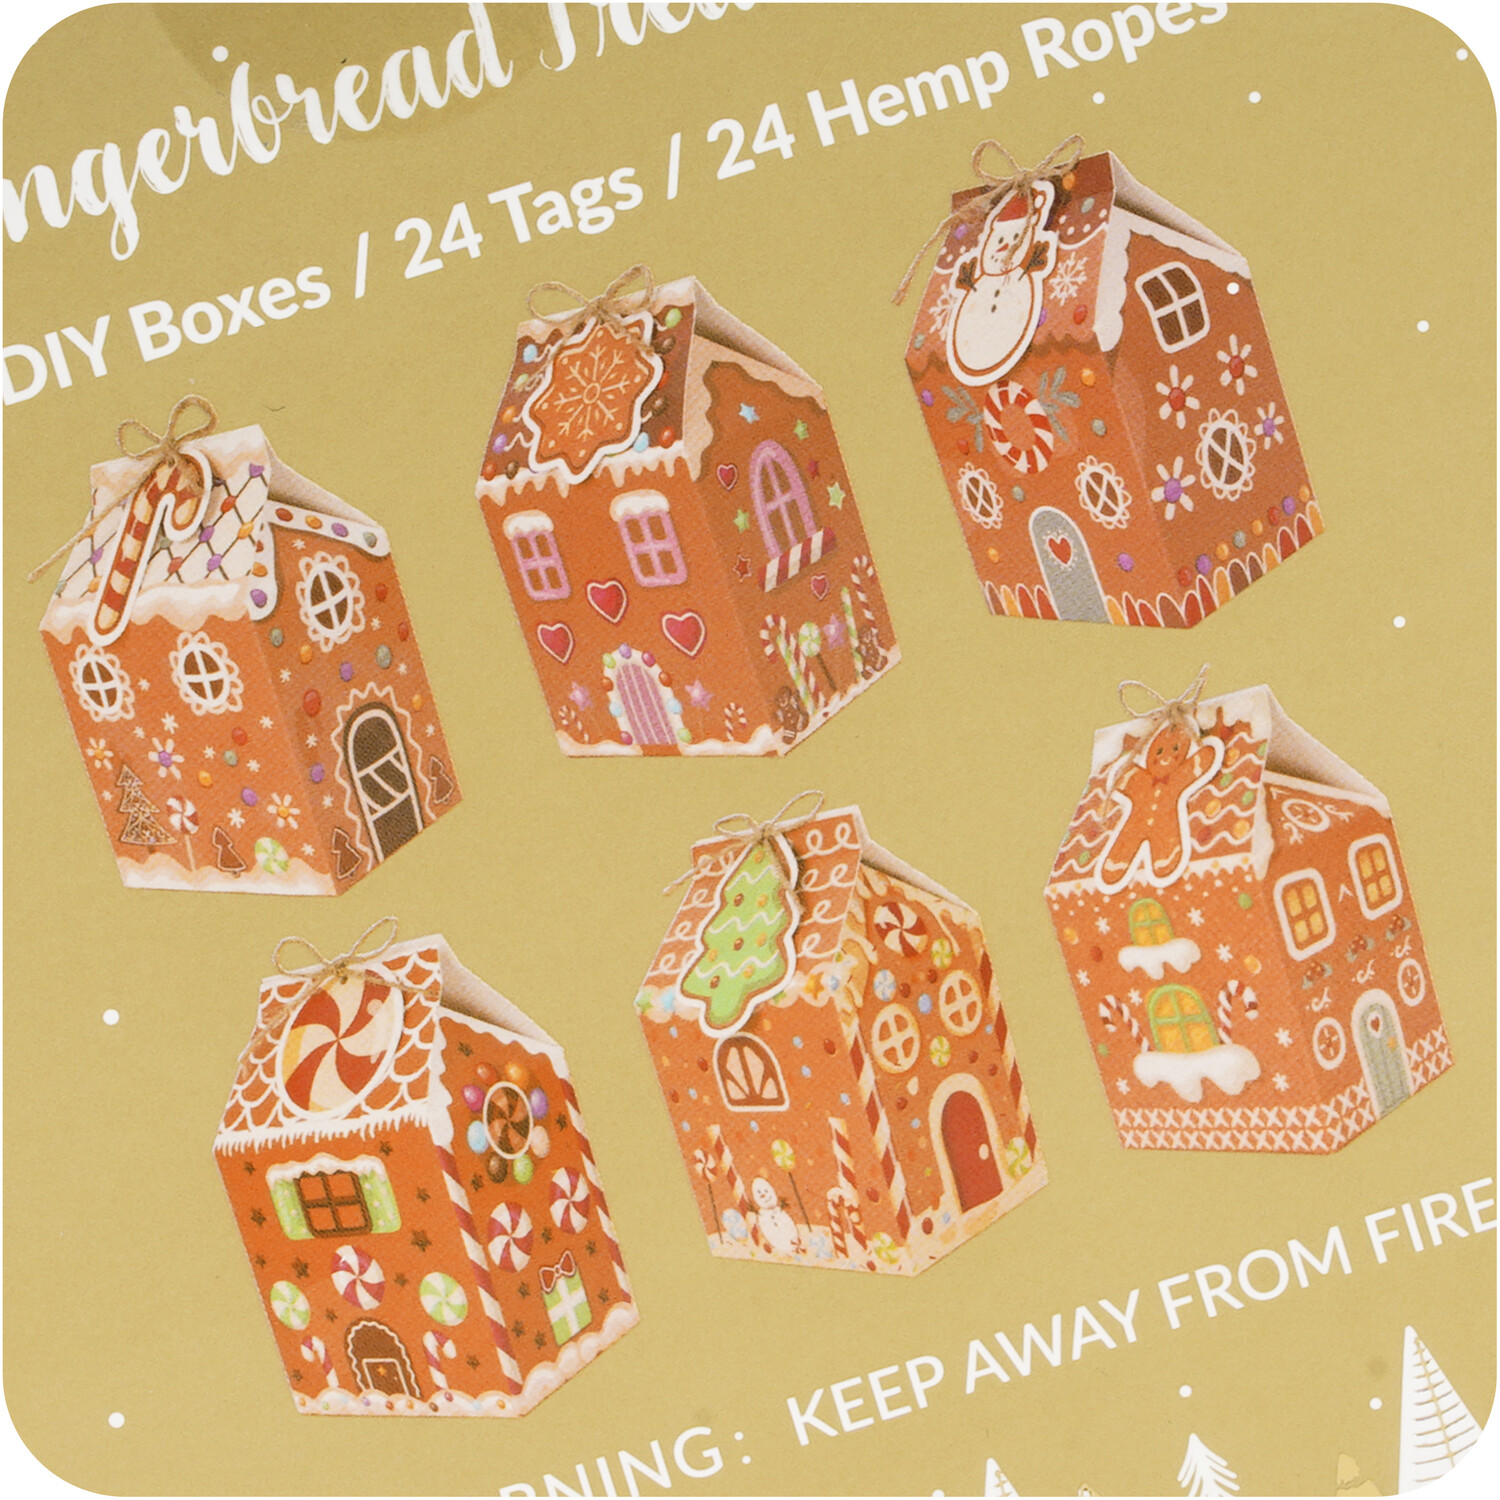 ngerbread Trea
DIY Boxes / 24 Tags / 24 Hemp Ropes
RNING: KEEP AWAY FROM FIRE